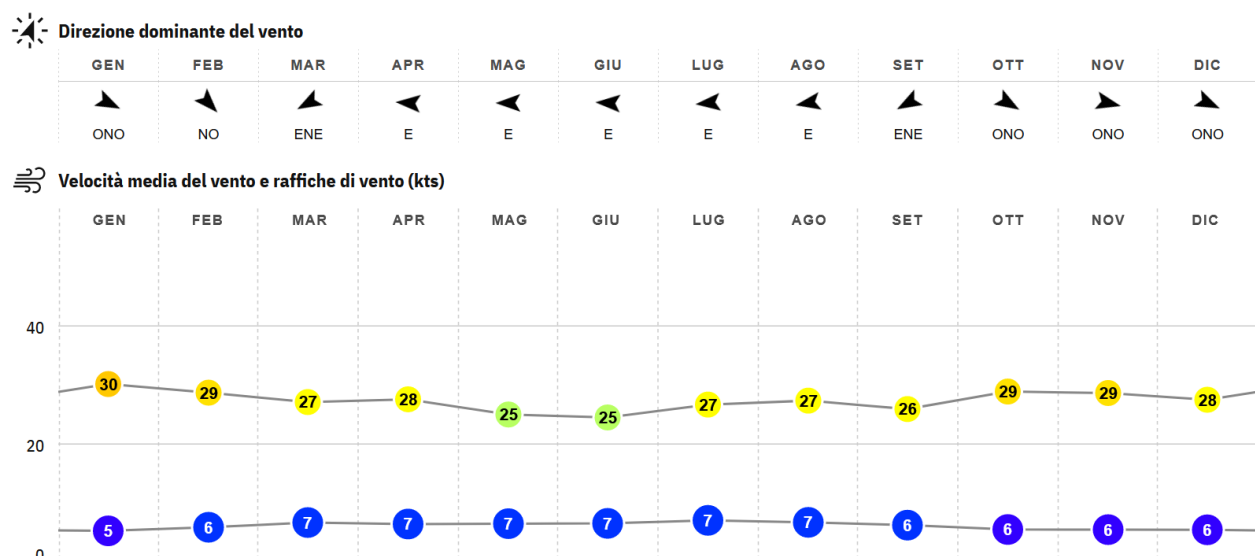 Direzione dominante del vento
GEN FEB MAR APR MAG GIU LUG AGO SET OTT NOV DIC
ONO NO ENE E E E E E ENE ONO ONO ONO
Velocità media del vento e raffiche di vento (kts)
GEN FEB MAR APR MAG GIU LUG AGO SET OTT NOV DIC
40
30 29 27 28 25 25 27 27 26 29 29 28
20
5 6 7 7 7 7 7 7 6 6 6 6
0